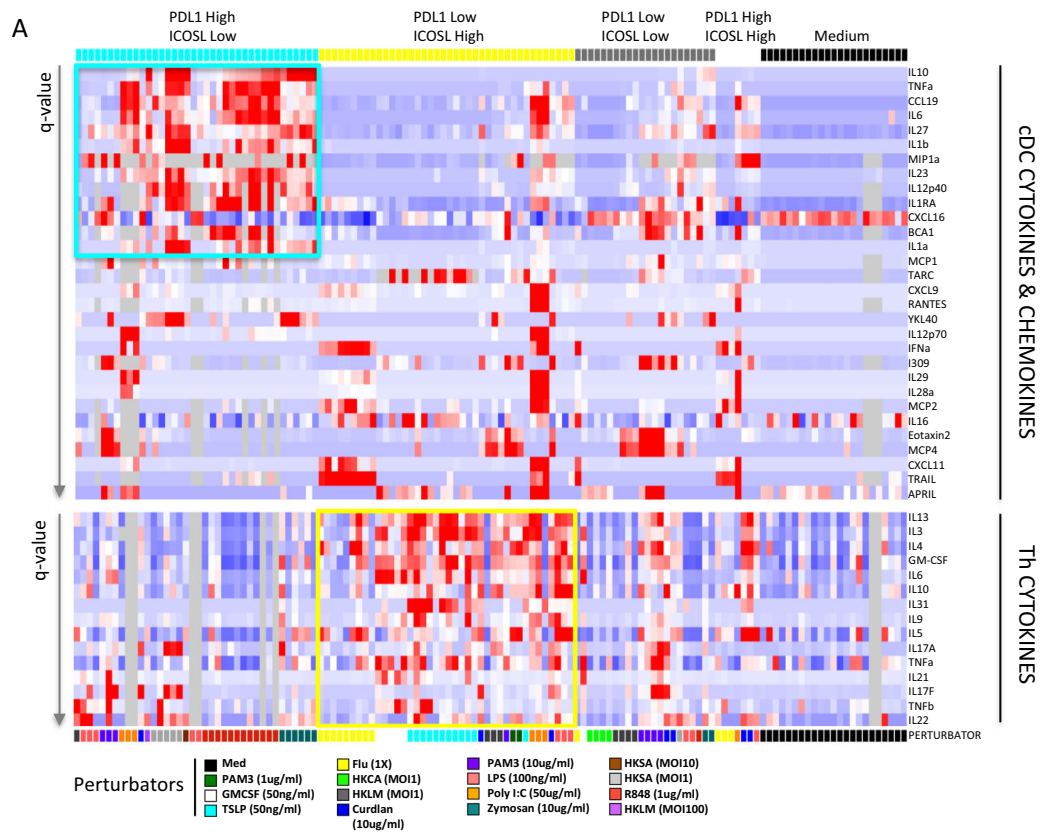 A
PDL1 High
ICOSL Low
PDL1 Low
ICOSL High
PDL1 Low
ICOSL Low
PDL1 High
ICOSL High
Medium
q-value
IL10
TNFa
CCL19
IL6
IL27
IL1b
MIP1a
IL23
IL12p40
IL1RA
CXCL16
BCA1
IL1a
MCP1
TARC
CXCL9
RANTES
YKL40
IL12p70
IFNa
I309
IL29
IL28a
MCP2
IL16
Eotaxin2
MCP4
CXCL11
TRAIL
APRIL
cDC CYTOKINES & CHEMOKINES
q-value
IL13
IL3
IL4
GM-CSF
IL6
IL10
IL31
IL9
IL5
IL17A
TNFa
IL21
IL17F
TNFb
IL22
Th CYTOKINES
PERTURBATOR
Perturbators
Med
PAM3 (1ug/ml)
GMCSF (50ng/ml)
TSLP (50ng/ml)
Flu (1X)
HKCA (MOI1)
HKLM (MOI1)
Curdlan
(10ug/ml)
PAM3 (10ug/ml)
LPS (100ng/ml)
Poly I:C (50ug/ml)
Zymosan (10ug/ml)
HKSA (MOI10)
HKSA (MOI1)
R848 (1ug/ml)
HKLM (MOI100)